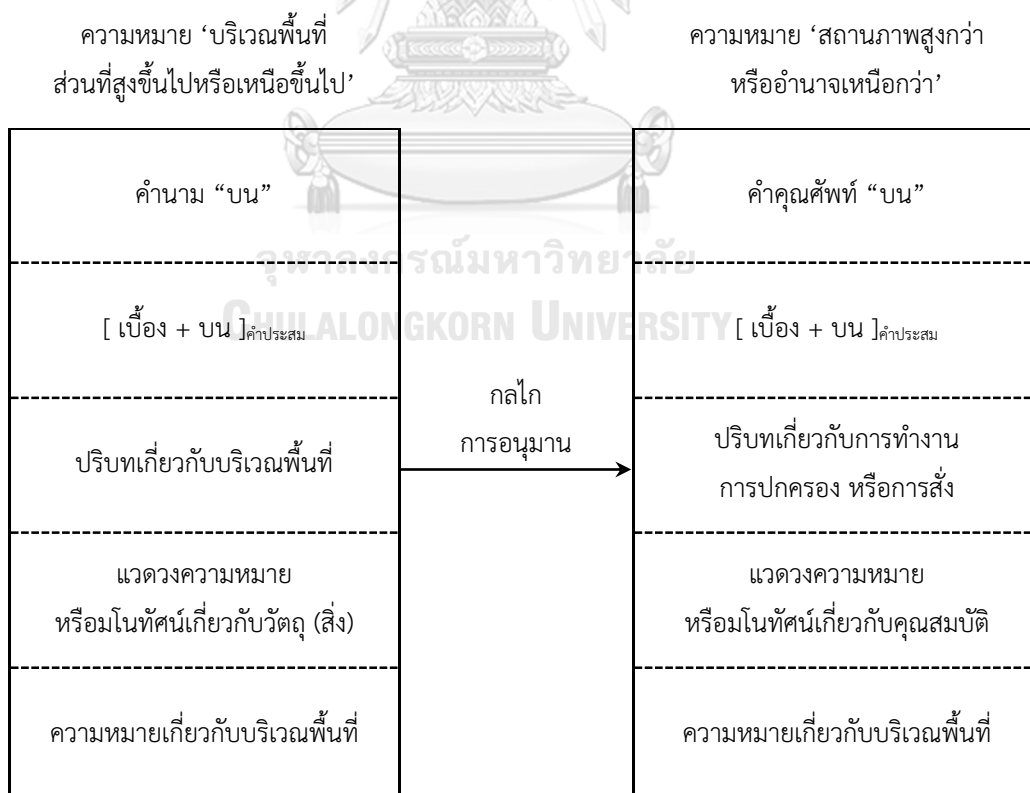 ความหมาย ‘บริเวณพื้นที่
ส่วนที่สูงขึ้นไปหรือเหนือขึ้นไป’
ความหมาย ‘สถานภาพสูงกว่า
หรืออำนาจเหนือกว่า’
คำนาม “บน”
คำคุณศัพท์ “บน”
จุฬาลงกรณ์มหาวิทยาลัย
CHULALONGKORN UNIVERSITY
[ เบื้อง + บน ]คำประสม
[ เบื้อง + บน ]คำประสม
กลไก
การอนุมาน
ปริบทเกี่ยวกับบริเวณพื้นที่
ปริบทเกี่ยวกับการทำงาน
การปกครอง หรือการสั่ง
แวดวงความหมาย
หรือมโนทัศน์เกี่ยวกับวัตถุ (สิ่ง)
แวดวงความหมาย
หรือมโนทัศน์เกี่ยวกับคุณสมบัติ
ความหมายเกี่ยวกับบริเวณพื้นที่
ความหมายเกี่ยวกับบริเวณพื้นที่